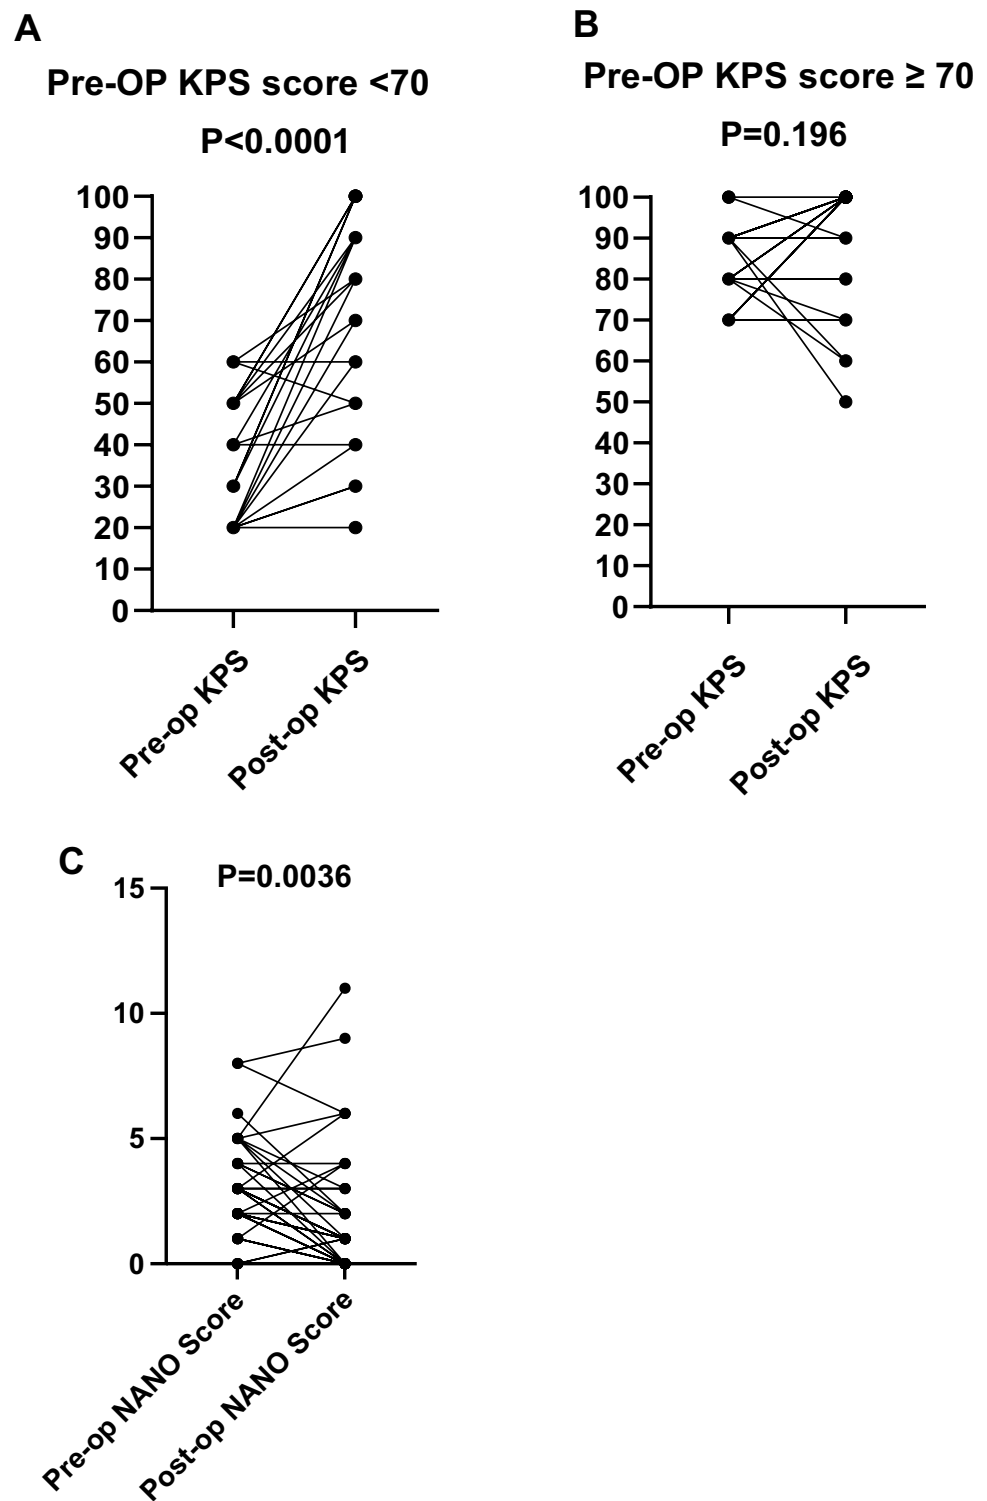 A
Pre-OP KPS score <70
P<0.0001
100
90
80
70
60
50
40
30
20
10
0
Pre-op KPS
Post-op KPS
B
Pre-OP KPS score ≥ 70
P=0.196
100
90
80
70
60
50
40
30
20
10
0
Pre-op KPS
Post-op KPS
C
P=0.0036
15
10
5
0
Pre-op NANO Score
Post-op NANO Score